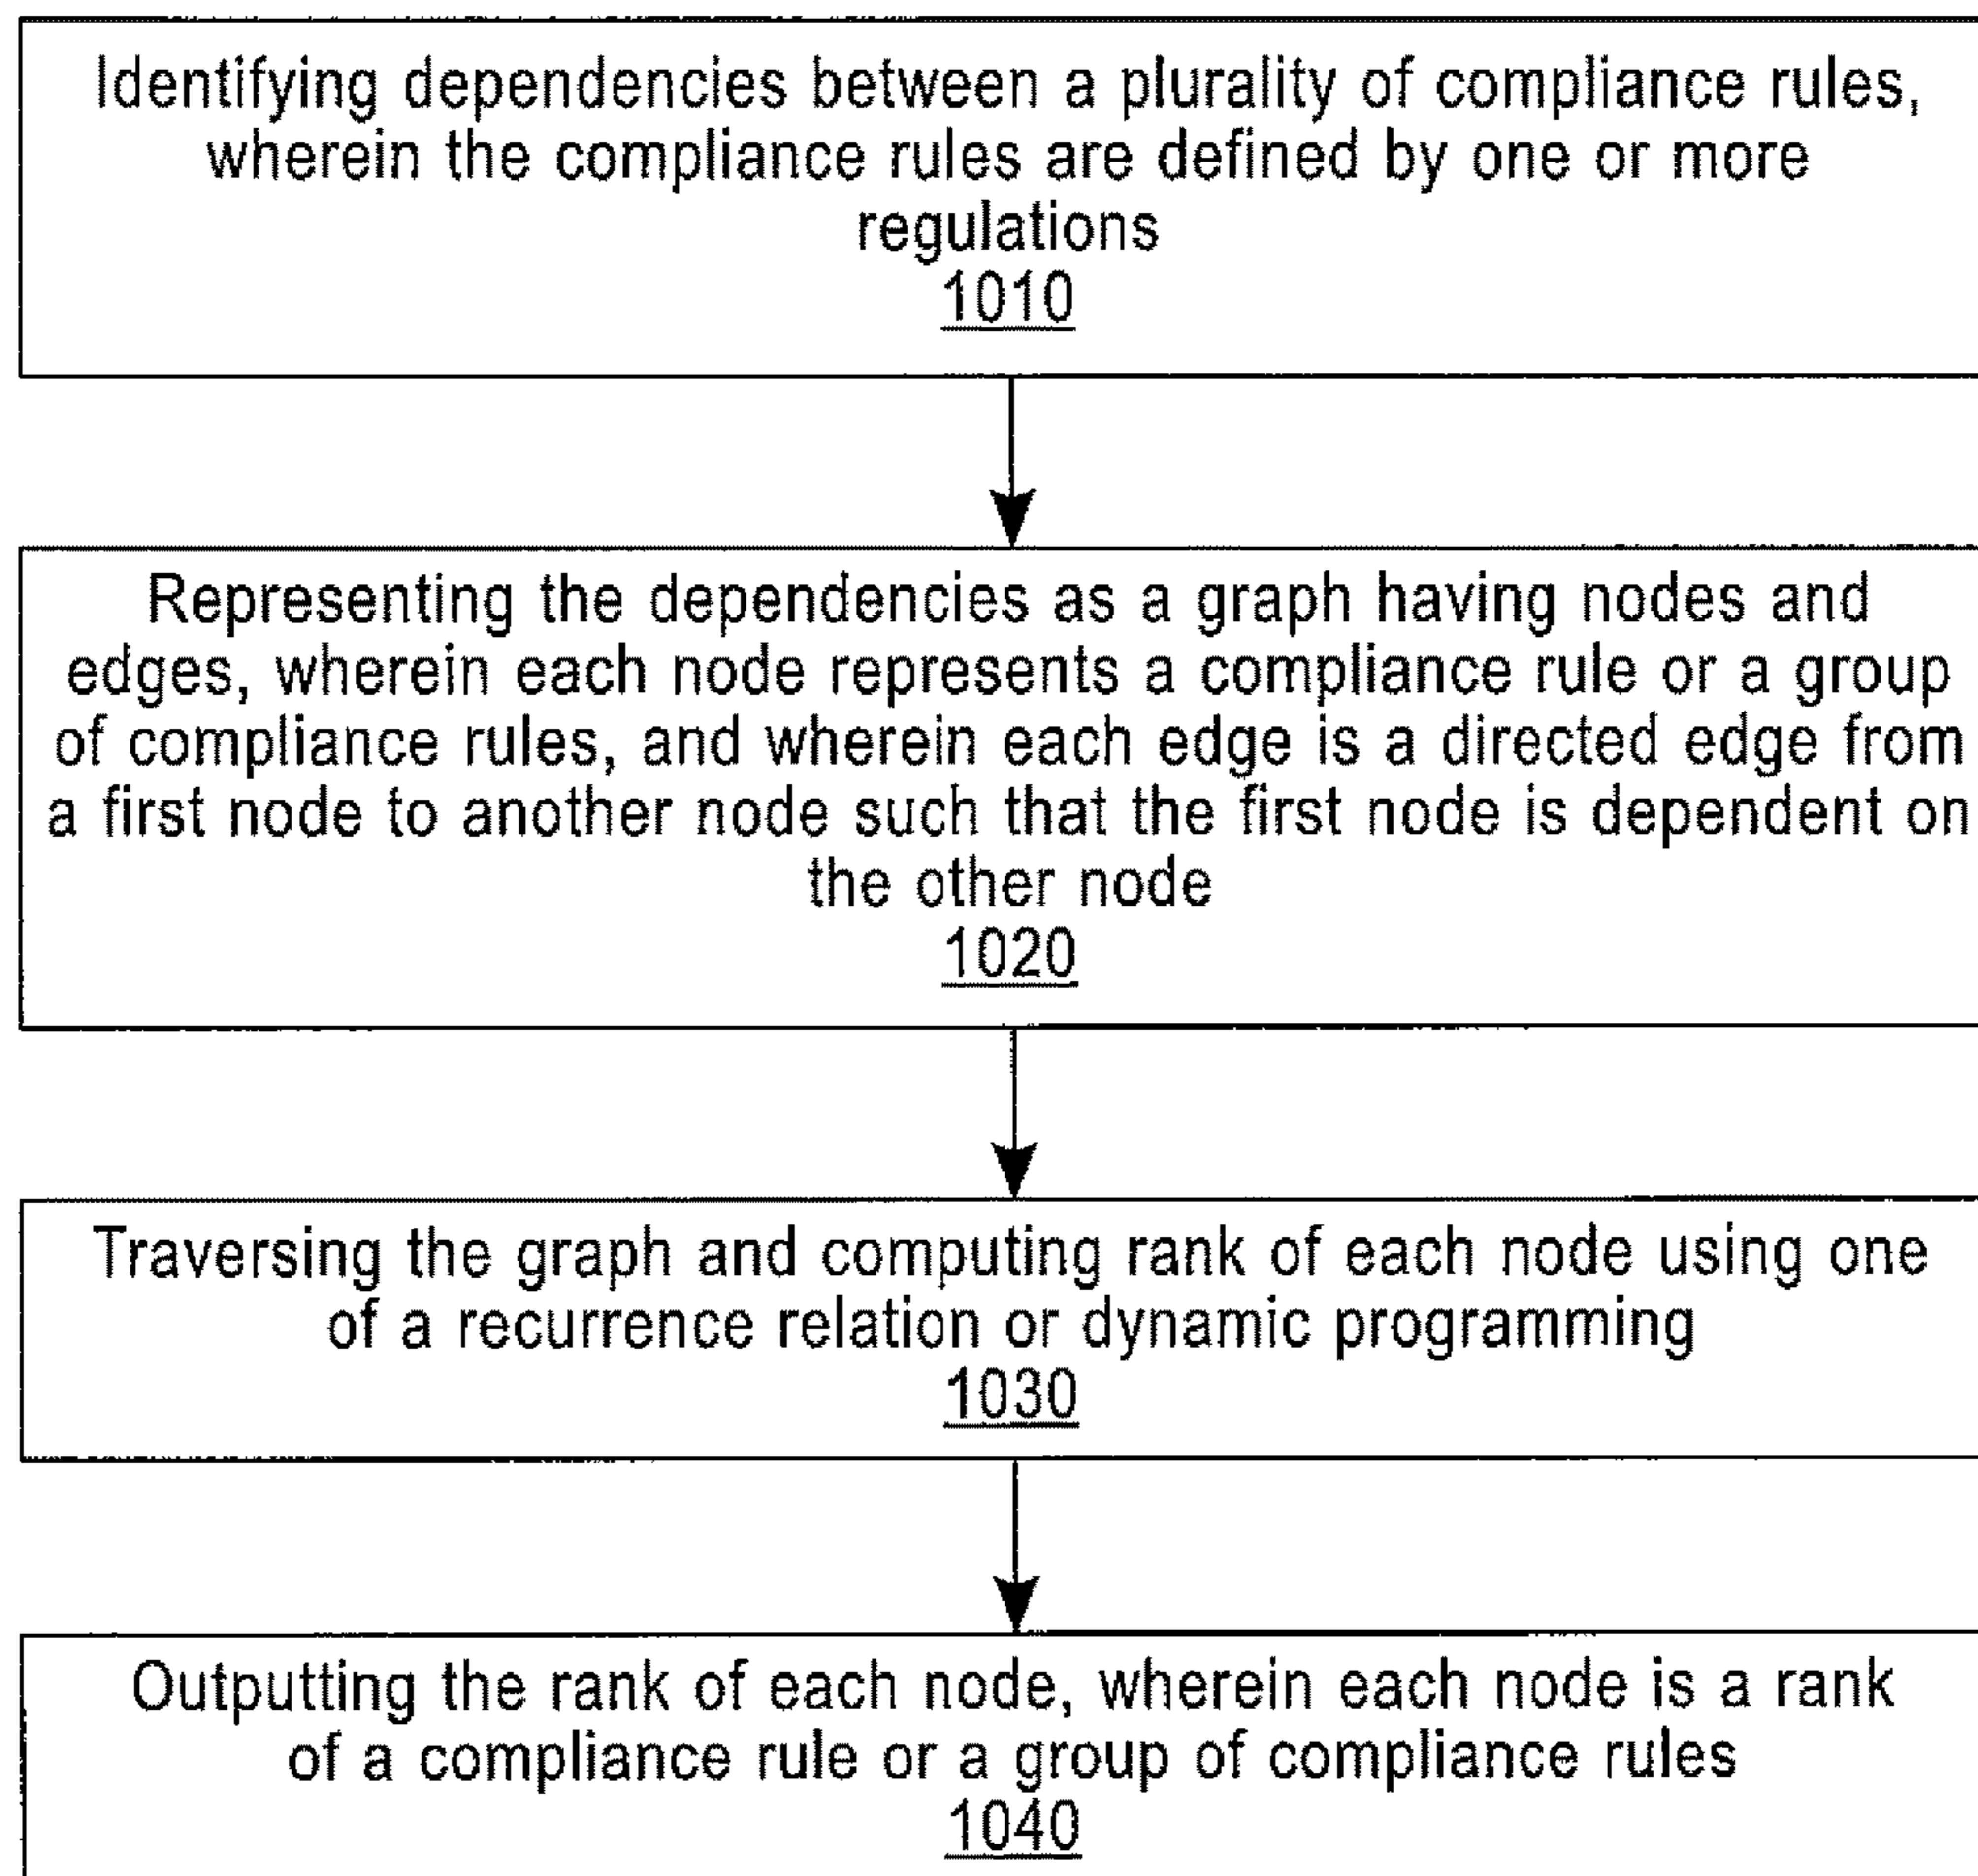 Identifying dependencies between a plurality of compliance rules,
wherein the compliance rules are defined by one or more
regulations
1010
Representing the dependencies as a graph having nodes and
edges, wherein each node represents a compliance rule or a group
of compliance rules, and wherein each edge is a directed edge from
a first node to another node such that the first node is dependent on
the other node
1020
Traversing the graph and computing rank of each node using one
of a recurrence relation or dynamic programming
1030
Outputting the rank of each node, wherein each node is a rank
of a compliance rule or a group of compliance rules
1040